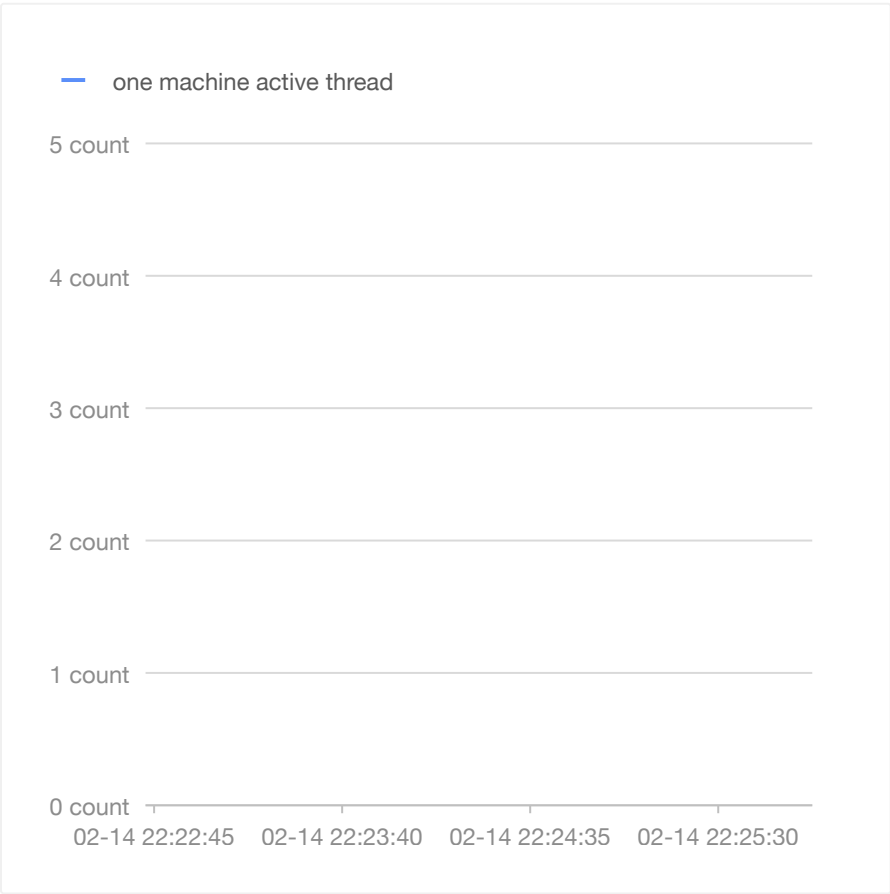 one machine active thread
5 count
4 count
3 count
2 count
1 count
0 count
02-14 22:22:45 02-14 22:23:40 02-14 22:24:35 02-14 22:25:30